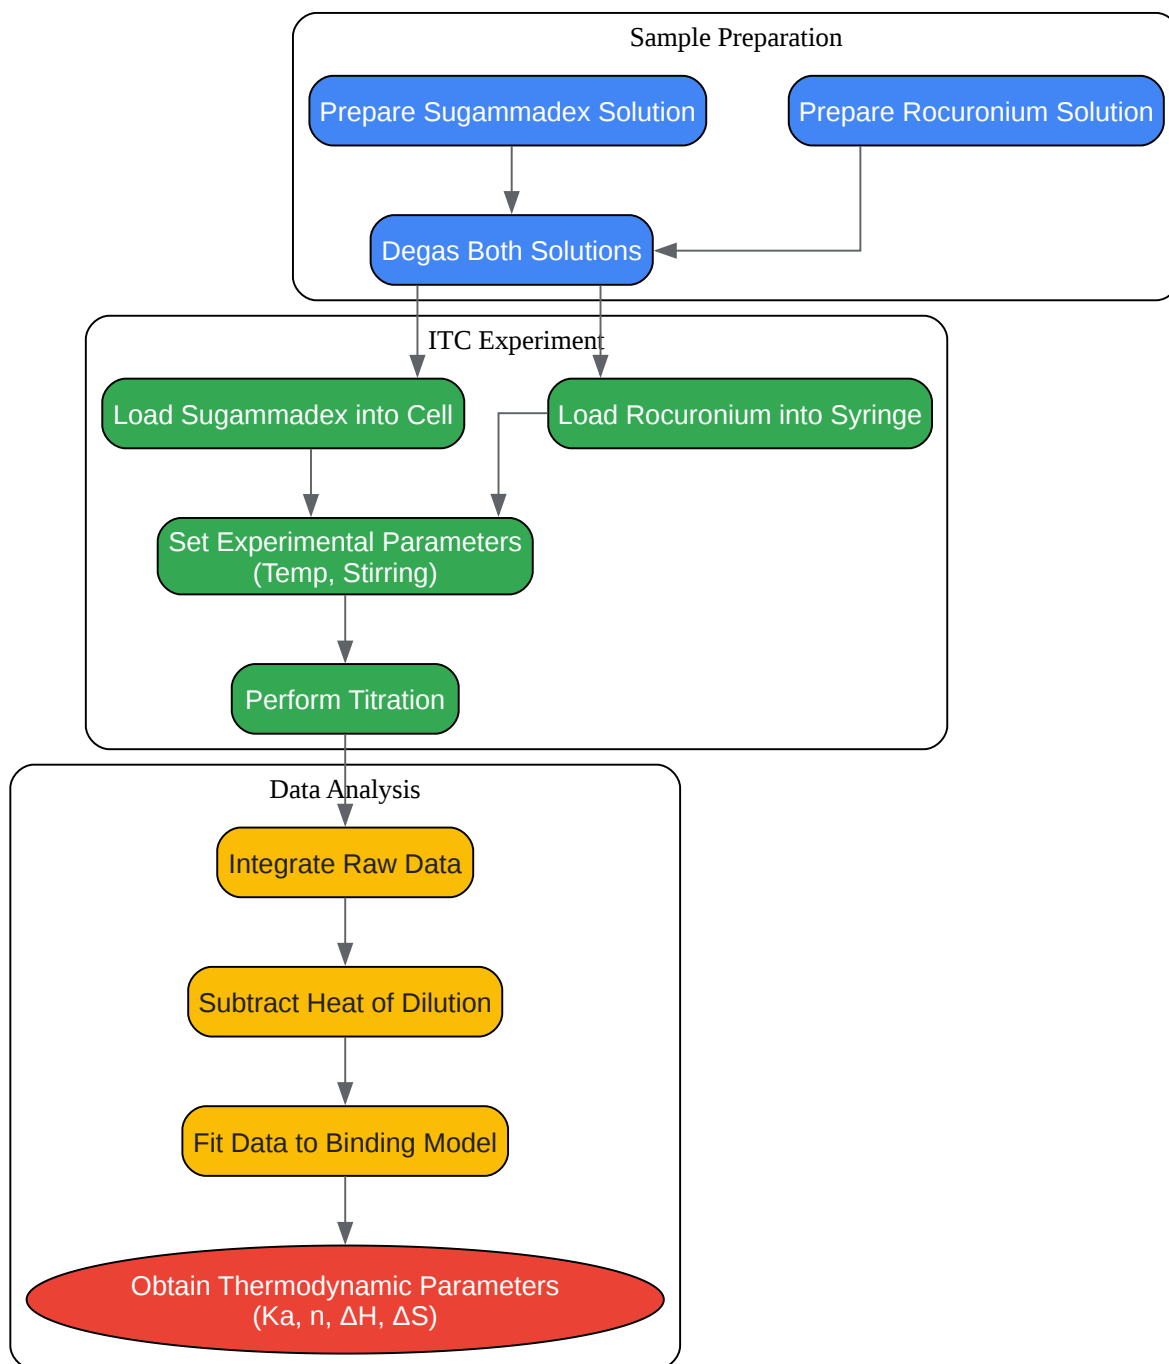 Sample Preparation
Prepare Sugammadex Solution
Prepare Rocuronium Solution
Degas Both Solutions
ITC Experiment
Load Sugammadex into Cell
Load Rocuronium into Syringe
Set Experimental Parameters
(Temp, Stirring)
Perform Titration
Data Analysis
Integrate Raw Data
Subtract Heat of Dilution
Fit Data to Binding Model
Obtain Thermodynamic Parameters
(Ka, n, ΔH, ΔS)